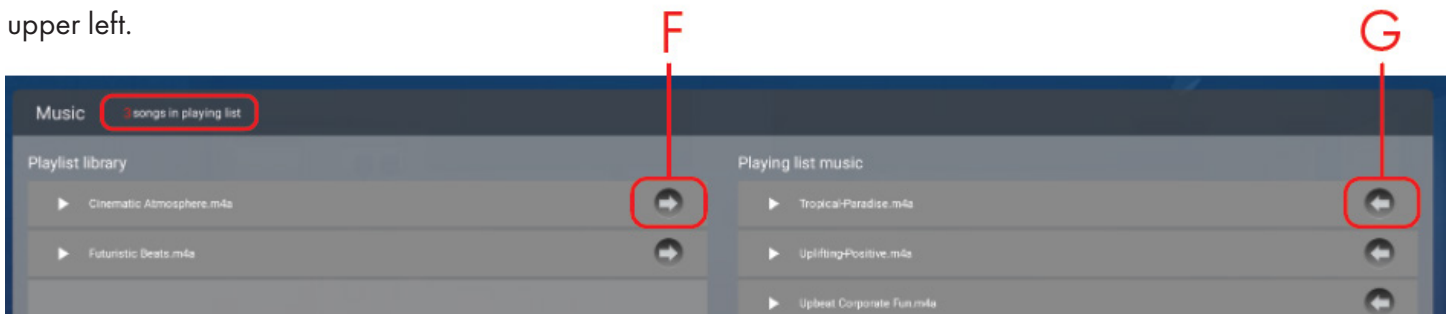 upper left.
F
G
Music 3 songs in playing list
Playlist library
Playing list music
Cinematic Atmosphere.m4a
Tropical-Paradise.m4a
Futuristic Beats.m4a
Uplifting-Positive.m4a
Upbeat Corporate Fun.m4a